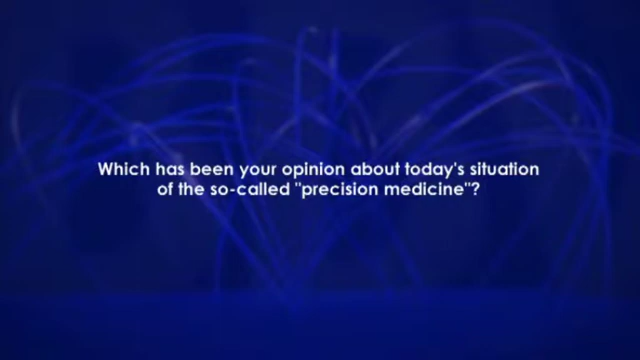 Which has been your opinion about today's situation
of the so-called "precision medicine"?